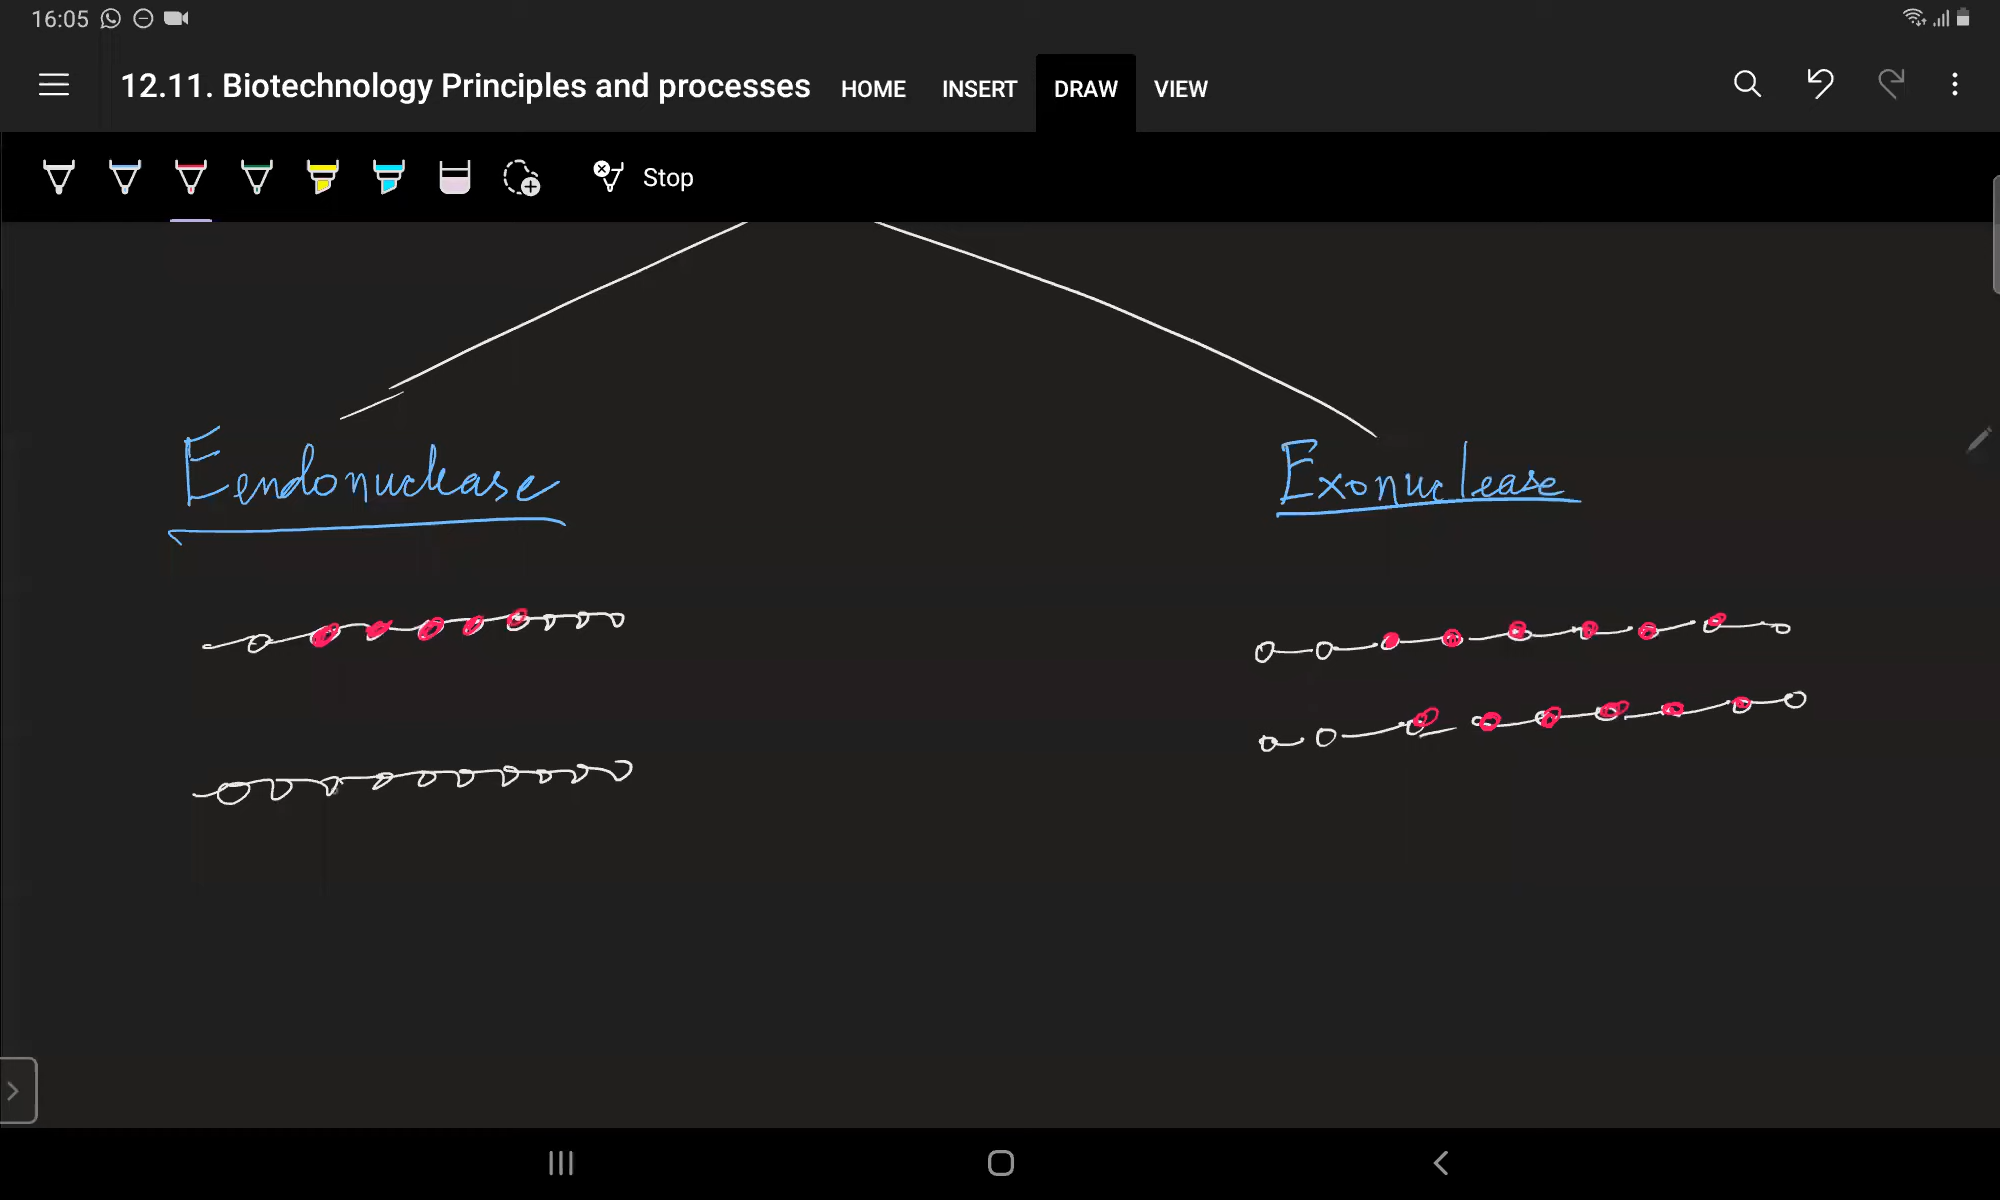 16:05
12.11. Biotechnology Principles and processes HOME INSERT DRAW VIEW
Stop
Eendonuclease
Exonuclease